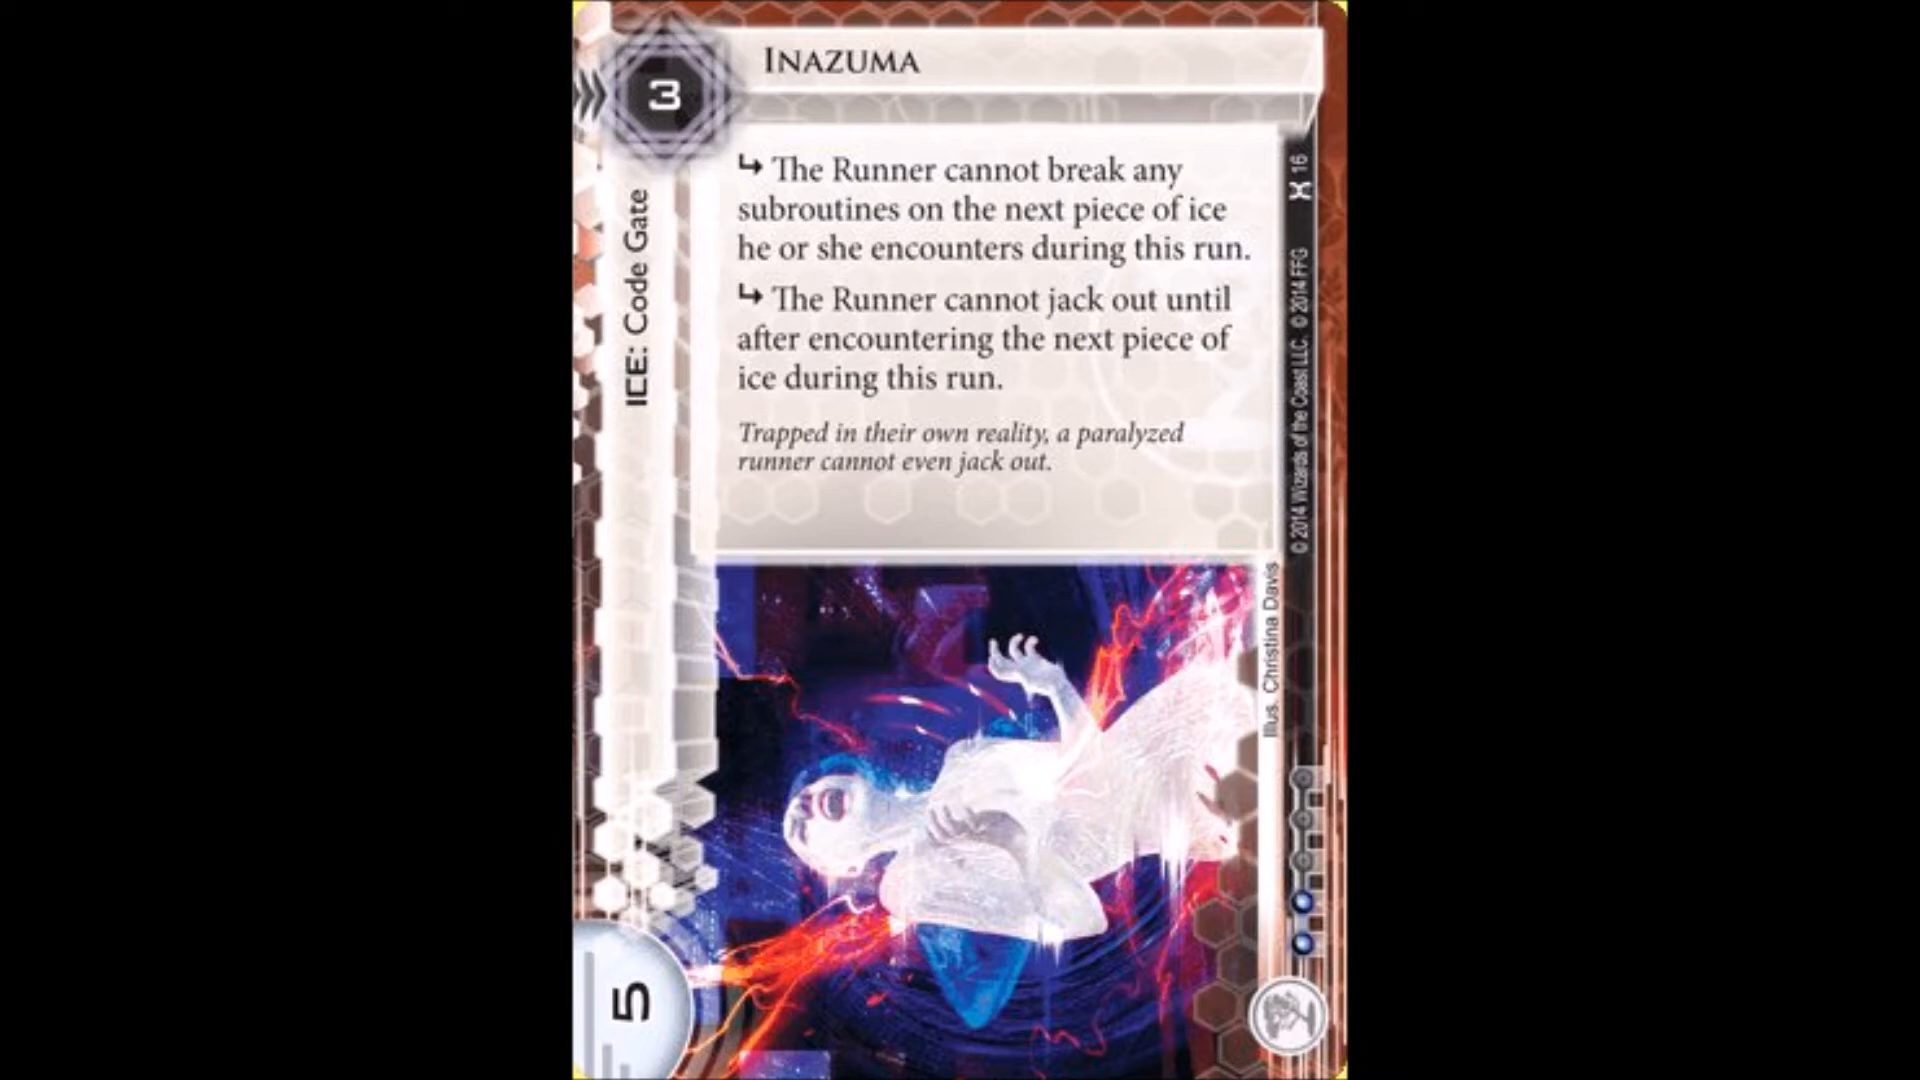 3
INAZUMA
↳ The Runner cannot break any
subroutines on the next piece of ice
he or she encounters during this run.
↳ The Runner cannot jack out until
after encountering the next piece of
ice during this run.
Trapped in their own reality, a paralyzed
runner cannot even jack out.
ICE: Code Gate
16
© 2014 Wizards of the Coast LLC. © 2014 FFG
Illus. Christina Davis
5